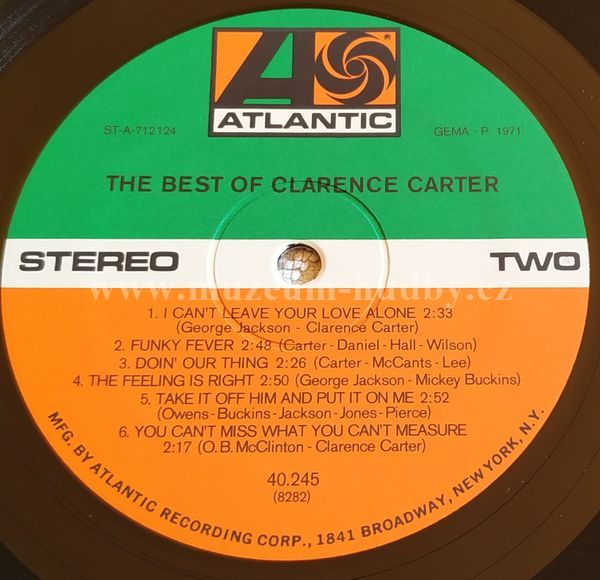 ATLANTIC
®
ST-A-712124
GEMA - P. 1971
THE BEST OF CLARENCE CARTER
STEREO
TWO
www.muzeum-hudby.cz
1. I CAN'T LEAVE YOUR LOVE ALONE 2:33
(George Jackson - Clarence Carter)
2. FUNKY FEVER 2:48 (Carter - Daniel - Hall - Wilson)
3. DOIN' OUR THING 2:26 (Carter - McCants - Lee)
4. THE FEELING IS RIGHT 2:50 (George Jackson - Mickey Buckins)
5. TAKE IT OFF HIM AND PUT IT ON ME 2:52
(Owens - Buckins - Jackson - Jones - Pierce)
6. YOU CAN'T MISS WHAT YOU CAN'T MEASURE
2:17 (O. B. McClinton - Clarence Carter)
40.245
(8282)
MFG. BY ATLANTIC RECORDING CORP., 1841 BROADWAY, NEW YORK, N.Y.